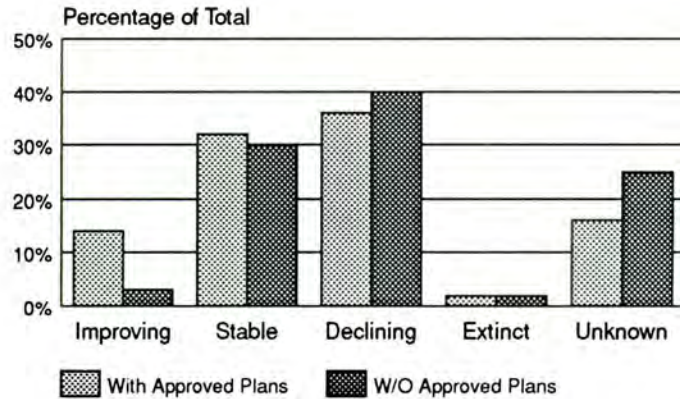 Percentage of Total
50%
40%
30%
20%
10%
0%
Improving Stable Declining Extinct Unknown
With Approved Plans W/O Approved Plans